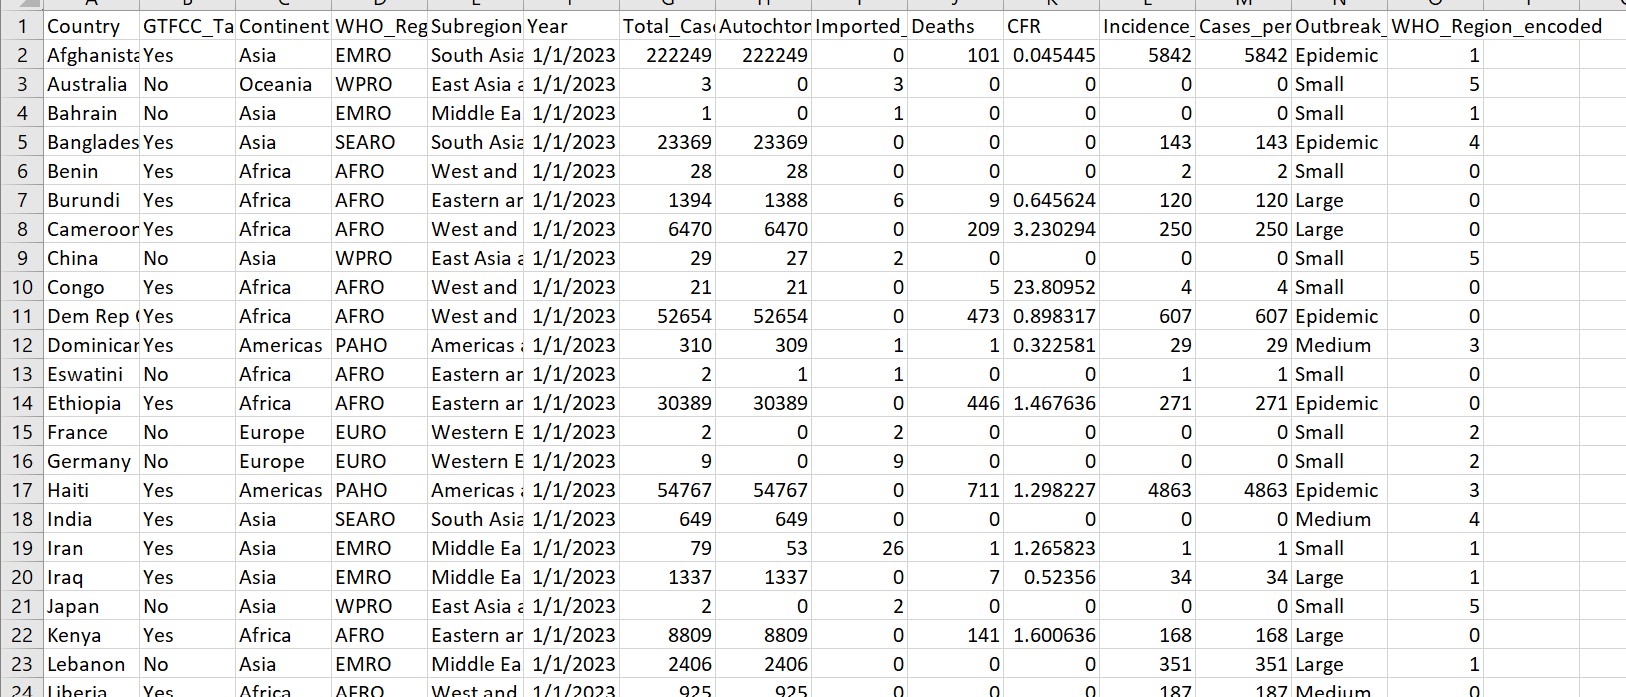 1 Country GTFCC_Ta Continent WHO_Reg Subregion Year Total_Cas Autochton Imported_ Deaths CFR Incidence_ Cases_per Outbreak_ WHO_Region_encoded
2 Afghanista Yes Asia EMRO South Asia 1/1/2023 222249 222249 0 101 0.045445 5842 5842 Epidemic 1
3 Australia No Oceania WPRO East Asia a 1/1/2023 3 0 3 0 0 0 0 Small 5
4 Bahrain No Asia EMRO Middle Ea 1/1/2023 1 0 1 0 0 0 0 Small 1
5 Banglades Yes Asia SEARO South Asia 1/1/2023 23369 23369 0 0 0 143 143 Epidemic 4
6 Benin Yes Africa AFRO West and 1/1/2023 28 28 0 0 0 2 2 Small 0
7 Burundi Yes Africa AFRO Eastern an 1/1/2023 1394 1388 6 9 0.645624 120 120 Large 0
8 Cameroon Yes Africa AFRO West and 1/1/2023 6470 6470 0 209 3.230294 250 250 Large 0
9 China No Asia WPRO East Asia a 1/1/2023 29 27 2 0 0 0 0 Small 5
10 Congo Yes Africa AFRO West and 1/1/2023 21 21 0 5 23.80952 4 4 Small 0
11 Dem Rep Yes Africa AFRO West and 1/1/2023 52654 52654 0 473 0.898317 607 607 Epidemic 0
12 Dominican Yes Americas PAHO Americas a 1/1/2023 310 309 1 1 0.322581 29 29 Medium 3
13 Eswatini No Africa AFRO Eastern an 1/1/2023 2 1 1 0 0 1 1 Small 0
14 Ethiopia Yes Africa AFRO Eastern an 1/1/2023 30389 30389 0 446 1.467636 271 271 Epidemic 0
15 France No Europe EURO Western E 1/1/2023 2 0 2 0 0 0 0 Small 2
16 Germany No Europe EURO Western E 1/1/2023 9 0 9 0 0 0 0 Small 2
17 Haiti Yes Americas PAHO Americas a 1/1/2023 54767 54767 0 711 1.298227 4863 4863 Epidemic 3
18 India Yes Asia SEARO South Asia 1/1/2023 649 649 0 0 0 0 0 Medium 4
19 Iran Yes Asia EMRO Middle Ea 1/1/2023 79 53 26 1 1.265823 1 1 Small 1
20 Iraq Yes Asia EMRO Middle Ea 1/1/2023 1337 1337 0 7 0.52356 34 34 Large 1
21 Japan No Asia WPRO East Asia a 1/1/2023 2 0 2 0 0 0 0 Small 5
22 Kenya Yes Africa AFRO Eastern an 1/1/2023 8809 8809 0 141 1.600636 168 168 Large 0
23 Lebanon No Asia EMRO Middle Ea 1/1/2023 2406 2406 0 0 0 351 351 Large 1
24 Liberia Yes Africa AFRO West and 1/1/2023 925 925 0 0 0 187 187 Medium 0